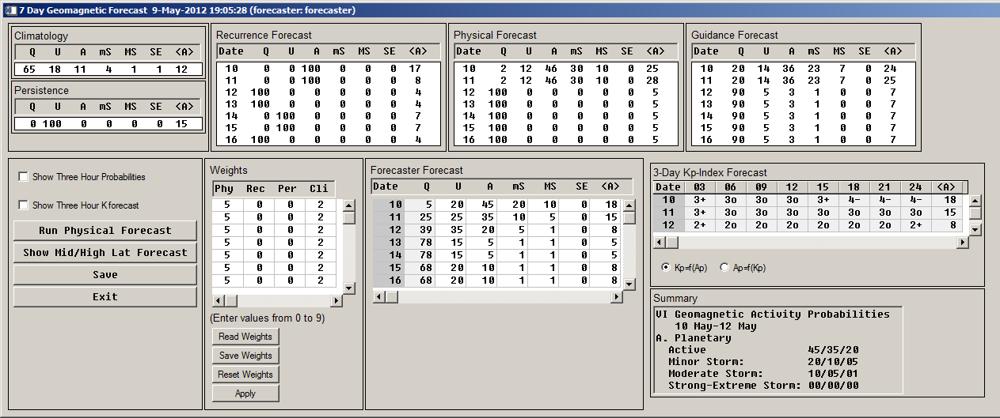 7 Day Geomagnetic Forecast 9-May-2012 19:05:28 (forecaster: forecaster)
Climatology
Q U A mS MS SE <A>
65 18 11 4 1 1 12
Persistence
Q U A mS MS SE <A>
0 100 0 0 0 0 15
Recurrence Forecast
Date Q U A mS MS SE <A>
10 0 0 100 0 0 0 17
11 0 0 100 0 0 0 8
12 100 0 0 0 0 0 4
13 100 0 0 0 0 0 4
14 0 100 0 0 0 0 7
15 0 100 0 0 0 0 7
16 100 0 0 0 0 0 4
Physical Forecast
Date Q U A mS MS SE <A>
10 2 12 46 30 10 0 25
11 2 12 46 30 10 0 28
12 100 0 0 0 0 0 5
13 100 0 0 0 0 0 5
14 100 0 0 0 0 0 5
15 100 0 0 0 0 0 5
16 100 0 0 0 0 0 5
Guidance Forecast
Date Q U A mS MS SE <A>
10 20 14 36 23 7 0 24
11 20 14 36 23 7 0 25
12 90 5 3 1 0 0 7
13 90 5 3 1 0 0 7
14 90 5 3 1 0 0 7
15 90 5 3 1 0 0 7
16 90 5 3 1 0 0 7
Show Three Hour Probabilities
Show Three Hour K forecast
Run Physical Forecast
Show Mid/High Lat Forecast
Save
Exit
Weights
Phy Rec Per Cli
5 0 0 2
5 0 0 2
5 0 0 2
5 0 0 2
5 0 0 2
5 0 0 2
5 0 0 2
(Enter values from 0 to 9)
Read Weights
Save Weights
Reset Weights
Apply
Forecaster Forecast
Date Q U A mS MS SE <A>
10 5 20 45 20 10 0 18
11 25 25 35 10 5 0 15
12 39 35 20 5 1 0 8
13 78 15 5 1 1 0 5
14 78 15 5 1 1 0 5
15 68 20 10 1 1 0 8
16 68 20 10 1 1 0 8
3-Day Kp-Index Forecast
Date 03 06 09 12 15 18 21 24 <A>
10 3+ 3o 3o 3o 3+ 4- 4- 4- 18
11 3+ 3o 3o 3o 3o 3o 3o 3o 15
12 2+ 2o 2o 2o 2o 2o 2o 2+ 8
Kp=f(Ap) Ap=f(Kp)
Summary
VI Geomagnetic Activity Probabilities
10 May-12 May
A. Planetary
Active 45/35/20
Minor Storm: 20/10/05
Moderate Storm: 10/05/01
Strong-Extreme Storm: 00/00/00